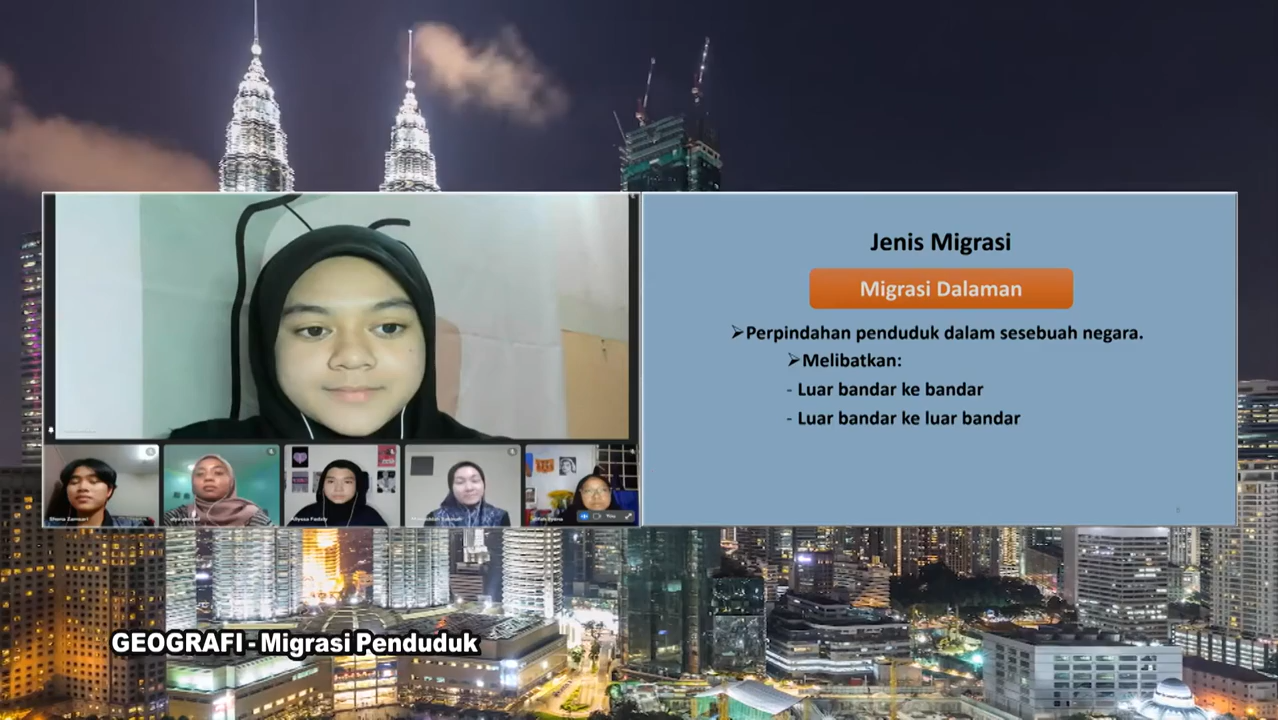 Jenis Migrasi
Migrasi Dalaman
➢Perpindahan penduduk dalam sesebuah negara.
➢Melibatkan:
- Luar bandar ke bandar
- Luar bandar ke luar bandar
You
GEOGRAFI - Migrasi Penduduk